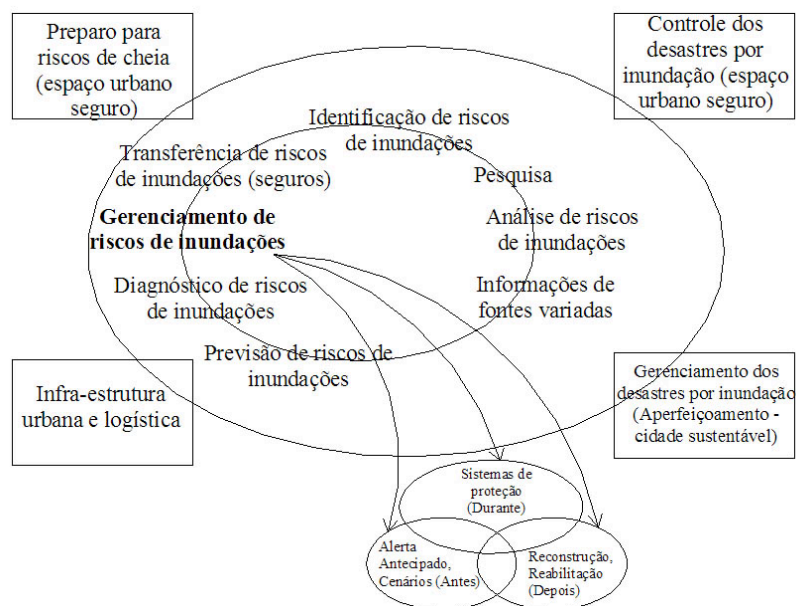 Preparo para
riscos de cheia
(espaço urbano
seguro)
Controle dos
desastres por
inundação (espaço
urbano seguro)
Identificação de riscos
de inundações
Transferência de riscos
de inundações (seguros)
Pesquisa
Gerenciamento de
riscos de inundações
Análise de riscos
de inundações
Diagnóstico de riscos
de inundações
Informações de
fontes variadas
Previsão de riscos de
inundações
Infra-estrutura
urbana e logística
Gerenciamento dos
desastres por inundação
(Aperfeiçoamento -
cidade sustentável)
Sistemas de
proteção
(Durante)
Alerta
Antecipado,
Cenários (Antes)
Reconstrução,
Reabilitação
(Depois)